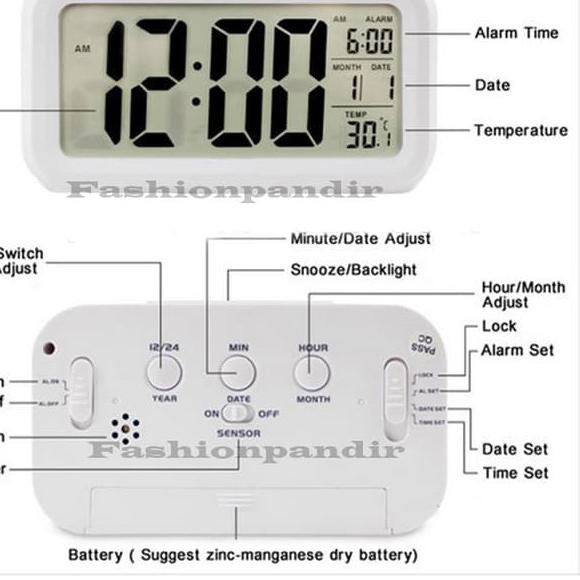 AM
12:00
AM ALARM
6:00
MONTH DATE
1 1
TEMP
30.1 °C
Alarm Time
Date
Temperature
Fashionpandir
Switch
Minute/Date Adjust
Snooze/Backlight
Hour/Month
Adjust
Lock
Alarm Set
12/24
MIN
HOUR
QC
PASS
YEAR
DATE
MONTH
ON OFF
SENSOR
AL.ON
AL.OFF
LOCK
AL.SET
DATE SET
TIME SET
Fashionpandir
Date Set
Time Set
Battery ( Suggest zinc-manganese dry battery)